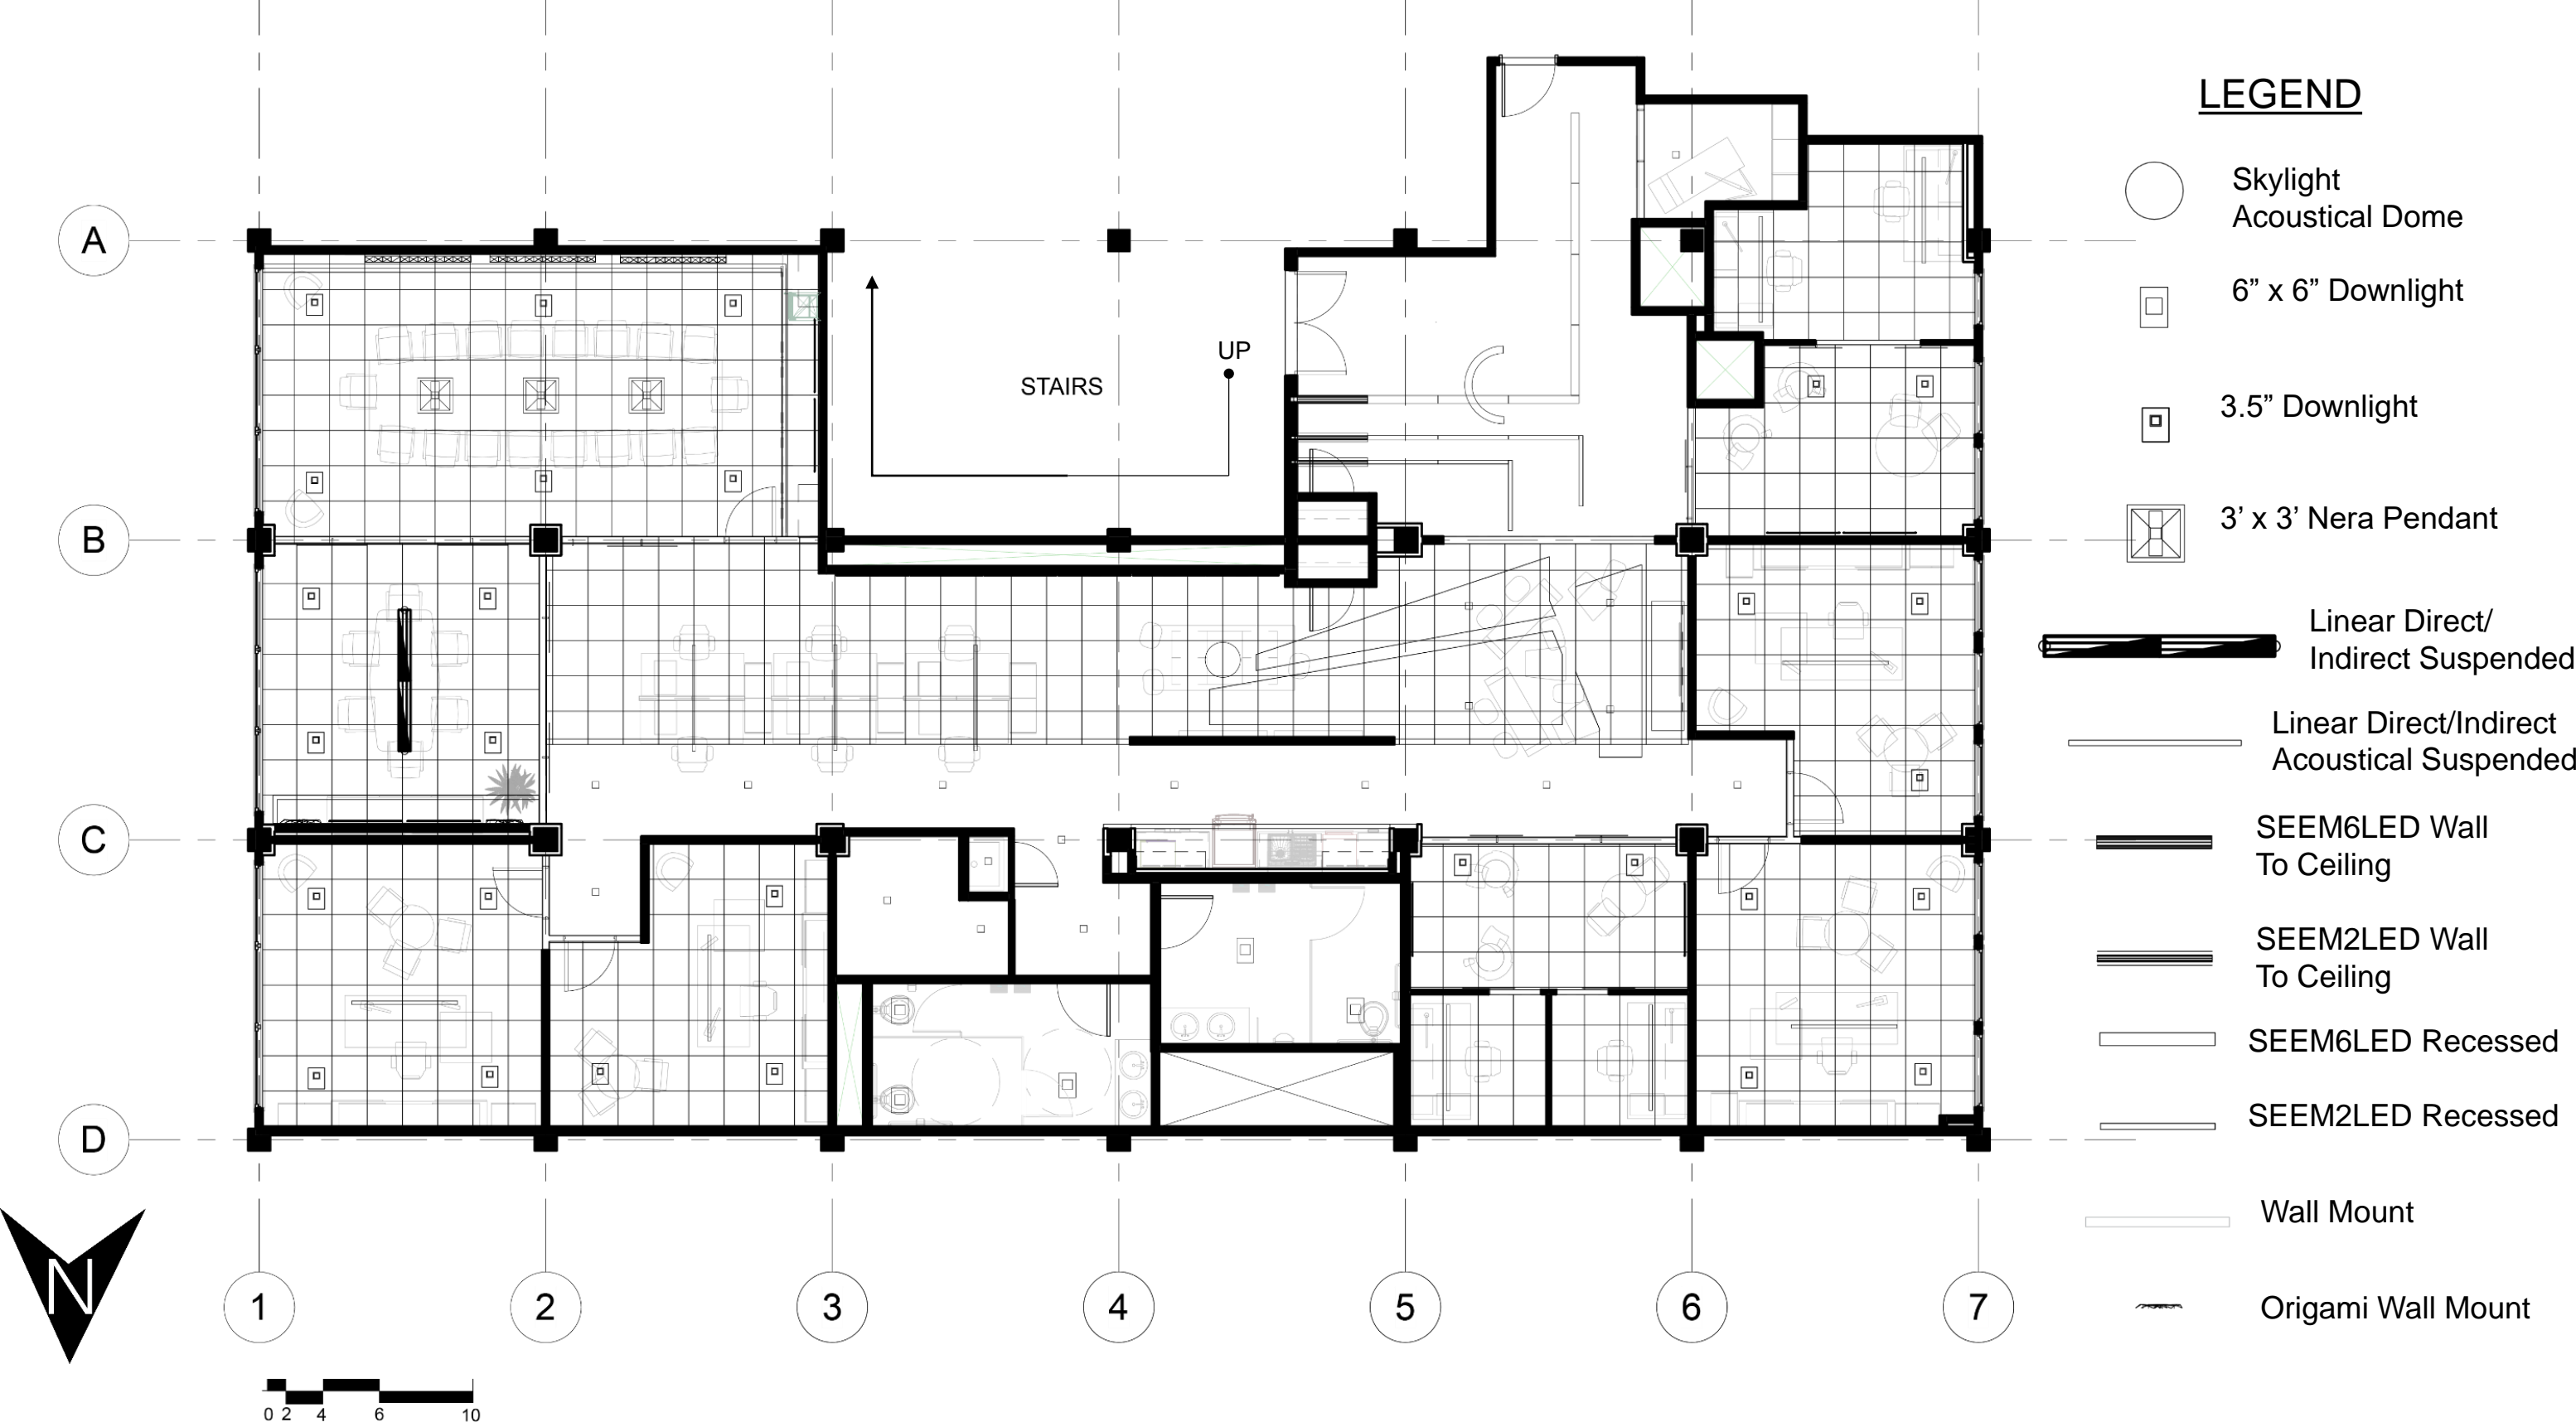 LEGEND
Skylight
Acoustical Dome
6” x 6” Downlight
3.5” Downlight
3’ x 3’ Nera Pendant
Linear Direct/
Indirect Suspended
Linear Direct/Indirect
Acoustical Suspended
SEEM6LED Wall
To Ceiling
SEEM2LED Wall
To Ceiling
SEEM6LED Recessed
SEEM2LED Recessed
Wall Mount
Origami Wall Mount
A
B
C
D
UP
STAIRS
N
1 2 3 4 5 6 7
0 2 4 6 10